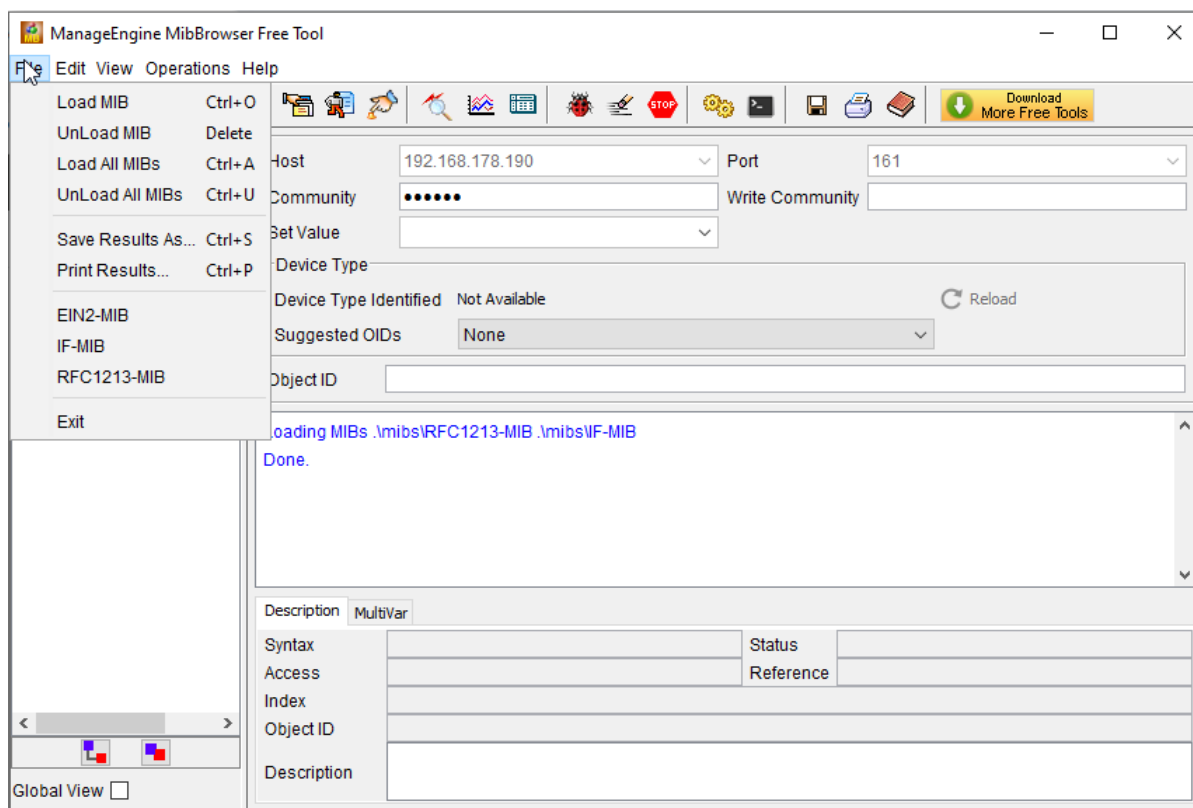 ManageEngine MibBrowser Free Tool
File Edit View Operations Help
Load MIB Ctrl+O
UnLoad MIB Delete
Load All MIBs Ctrl+A
UnLoad All MIBs Ctrl+U
Save Results As... Ctrl+S
Print Results... Ctrl+P
EIN2-MIB
IF-MIB
RFC1213-MIB
Exit
STOP
Download
More Free Tools
Host 192.168.178.190 Port 161
Community •••••• Write Community
Set Value
Device Type
Device Type Identified Not Available Reload
Suggested OIDs None
Object ID
Loading MIBs .\mibs\RFC1213-MIB .\mibs\IF-MIB
Done.
Description MultiVar
Syntax Status
Access Reference
Index
Object ID
Description
Global View